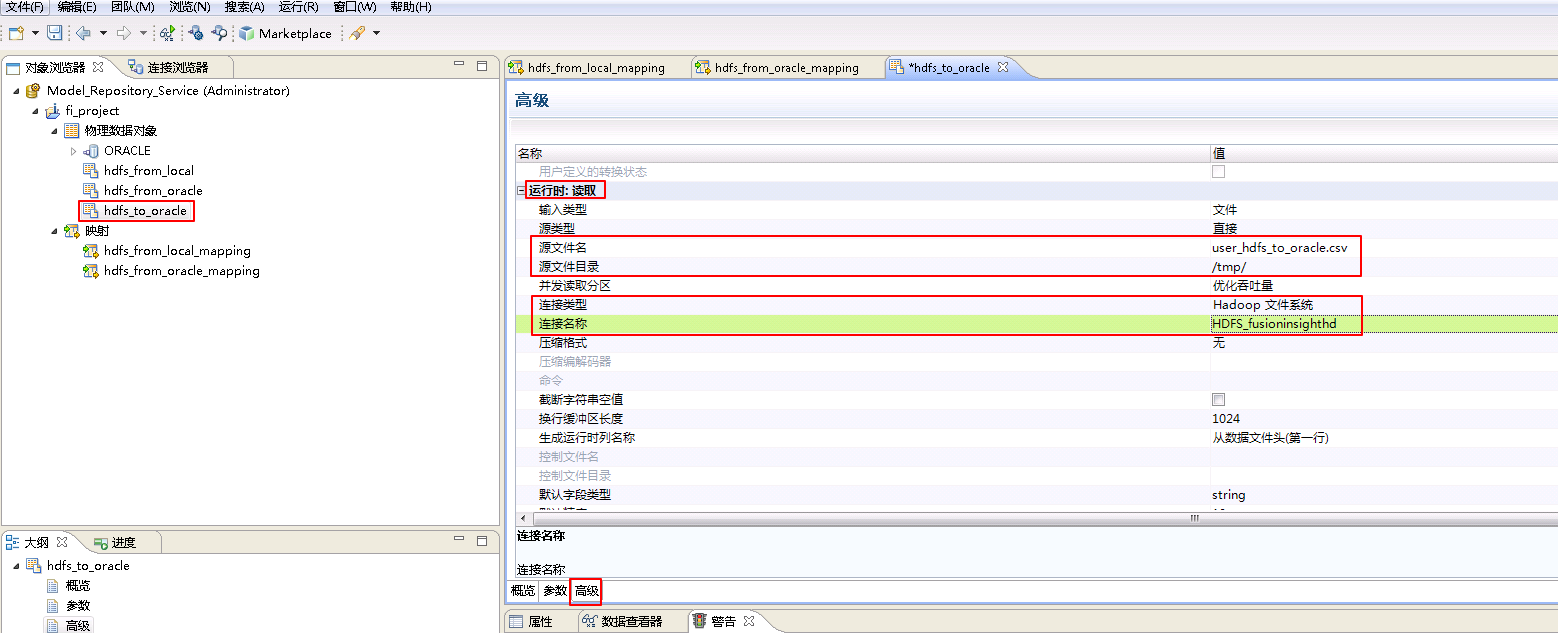 文件(F) 编辑(E) 团队(M) 浏览(N) 搜索(A) 运行(R) 窗口(W) 帮助(H)
Marketplace
对象浏览器 连接浏览器
Model_Repository_Service (Administrator)
fi_project
物理数据对象
ORACLE
hdfs_from_local
hdfs_from_oracle
hdfs_to_oracle
映射
hdfs_from_local_mapping
hdfs_from_oracle_mapping
大纲 进度
hdfs_to_oracle
概览
参数
高级
hdfs_from_local_mapping hdfs_from_oracle_mapping *hdfs_to_oracle
高级
名称 值
用户定义的转换状态
运行时: 读取
输入类型 文件
源类型 直接
源文件名 user_hdfs_to_oracle.csv
源文件目录 /tmp/
并发读取分区 优化吞吐量
连接类型 Hadoop 文件系统
连接名称 HDFS_fusioninsighthd
压缩格式 无
压缩编解码器
命令
截断字符串空值
换行缓冲区长度 1024
生成运行时列名称 从数据文件头(第一行)
控制文件名
控制文件目录
默认字段类型 string
连接名称
连接名称
概览 参数 高级
属性 数据查看器 警告